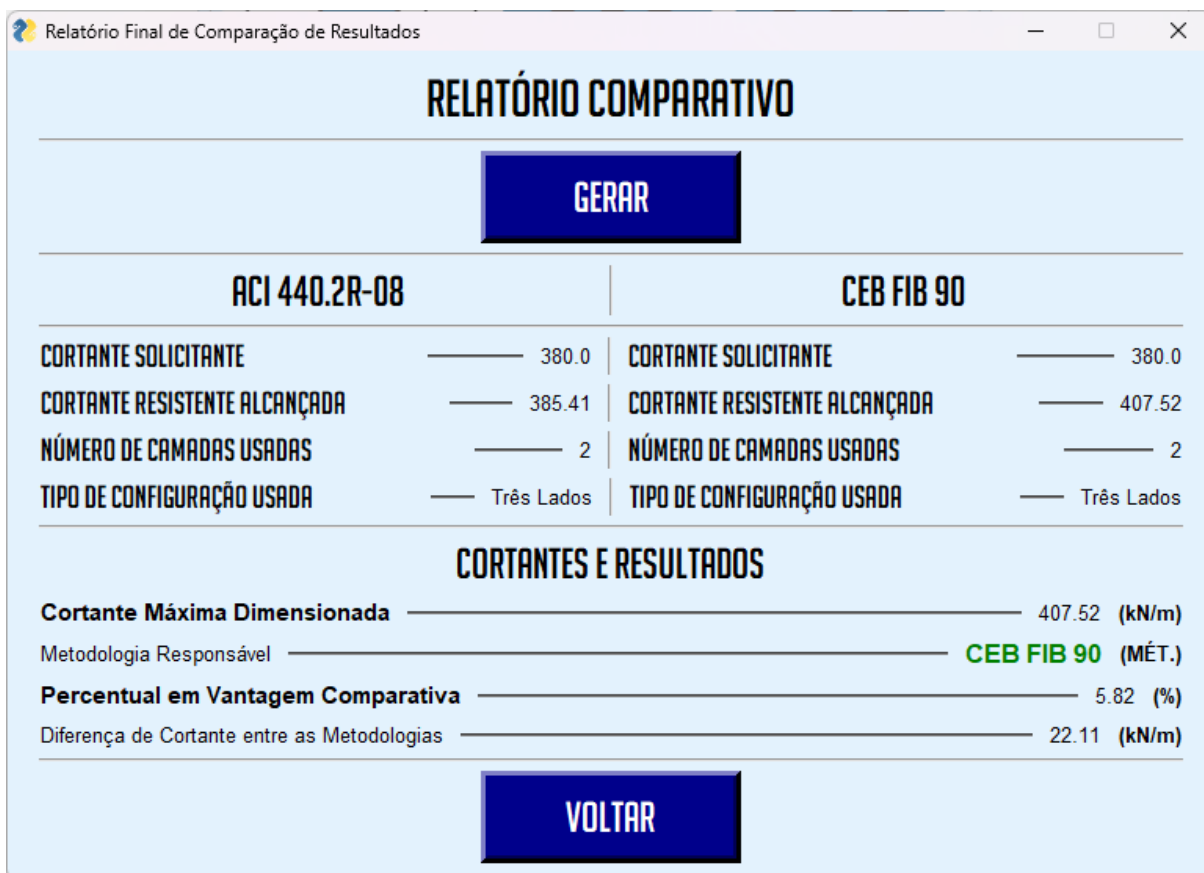 Relatório Final de Comparação de Resultados
RELATÓRIO COMPARATIVO
GERAR
ACI 440.2R-08
CEB FIB 90
CORTANTE SOLICITANTE 380.0
CORTANTE RESISTENTE ALCANÇADA 385.41
NÚMERO DE CAMADAS USADAS 2
TIPO DE CONFIGURAÇÃO USADA Três Lados
CORTANTE SOLICITANTE 380.0
CORTANTE RESISTENTE ALCANÇADA 407.52
NÚMERO DE CAMADAS USADAS 2
TIPO DE CONFIGURAÇÃO USADA Três Lados
CORTANTES E RESULTADOS
Cortante Máxima Dimensionada 407.52 (kN/m)
Metodologia Responsável CEB FIB 90 (MÉT.)
Percentual em Vantagem Comparativa 5.82 (%)
Diferença de Cortante entre as Metodologias 22.11 (kN/m)
VOLTAR